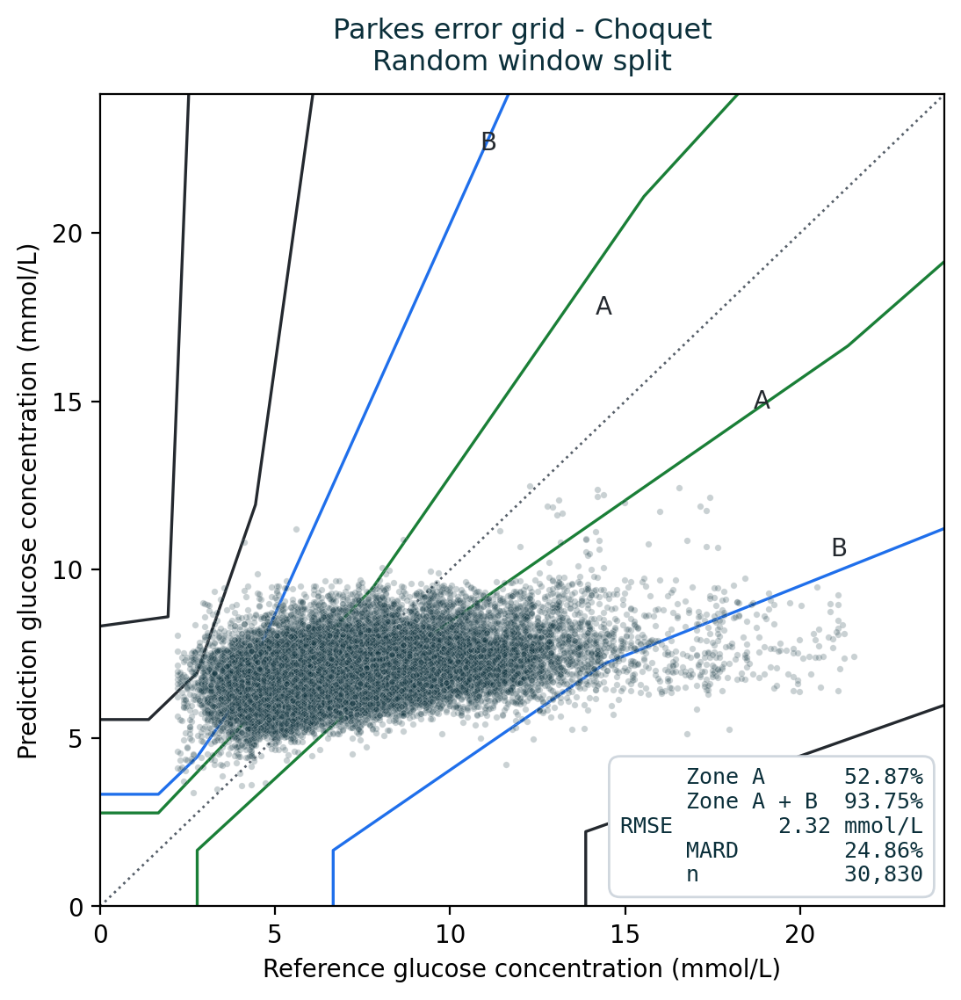 Parkes error grid - Choquet
Random window split
B
A
A
B
20
15
10
5
0
Prediction glucose concentration (mmol/L)
Zone A 52.87%
Zone A + B 93.75%
RMSE 2.32 mmol/L
MARD 24.86%
n 30,830
0 5 10 15 20
Reference glucose concentration (mmol/L)